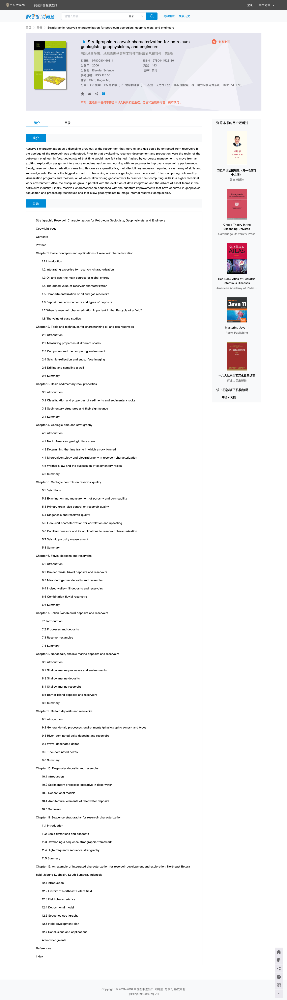 中国研究院
阅读开启智慧之门
登录
中文简体
易阅通
请输入内容
全部
高级检索
搜索历史
首页
图书
Stratigraphic reservoir characterization for petroleum geologists, geophysicists, and engineers
Stratigraphic reservoir characterization for petroleum
geologists, geophysicists, and engineers
0 专家推荐
石油地质学家、地球物理学者与工程师用地层油气藏特性 第6卷
EISBN：9780080466811
ISBN：9780444528186
出版年：2006
页数：493
出版社：Elsevier Science
语种：英语
参考价格：USD 175.00
作者：Slatt, Roger M.;
分类： O6 化学 ; P5 地质学 ; P3 地球物理学 ; TE 石油、天然气工业 ; TM7 输配电工程、电力网及电力系统 ; K826.14 天文、...
声明：出版物中任何不符合中华人民共和国主权、宪法和法规的内容、概不认可。
Stratigraphic Reservoir
Characterization for
Petroleum Geologists,
Geophysicists
and Engineers
Roger M. Slatt
简介
目录
简介
Reservoir characterization as a discipline grew out of the recognition that more oil and gas could be extracted from reservoirs if
the geology of the reservoir was understood. Prior to that awakening, reservoir development and production were the realm of the
petroleum engineer. In fact, geologists of that time would have felt slighted if asked by corporate management to move from an
exciting exploration assignment to a more mundane assignment working with an engineer to improve a reservoir's performance.
Slowly, reservoir characterization came into its own as a quantitative, multidisciplinary endeavor requiring a vast array of skills and
knowledge sets. Perhaps the biggest attractor to becoming a reservoir geologist was the advent of fast computing, followed by
visualization programs and theaters, all of which allow young geoscientists to practice their computing skills in a highly technical
work environment. Also, the discipline grew in parallel with the evolution of data integration and the advent of asset teams in the
petroleum industry. Finally, reservoir characterization flourished with the quantum improvements that have occurred in geophysical
acquisition and processing techniques and that allow geophysicists to image internal reservoir complexities.
目录
Stratigraphic Reservoir Characterization for Petroleum Geologists, Geophysicists, and Engineers
Copyright page
Contents
Preface
Chapter 1. Basic principles and applications of reservoir characterization
1.1 Introduction
1.2 Integrating expertise for reservoir characterization
1.3 Oil and gas: the main sources of global energy
1.4 The added value of reservoir characterization
1.5 Compartmentalization of oil and gas reservoirs
1.6 Depositional environments and types of deposits
1.7 When is reservoir characterization important in the life cycle of a field?
1.8 The value of case studies
Chapter 2. Tools and techniques for characterizing oil and gas reservoirs
2.1 Introduction
2.2 Measuring properties at different scales
2.3 Computers and the computing environment
2.4 Seismic-reflection and subsurface imaging
2.5 Drilling and sampling a well
2.6 Summary
Chapter 3. Basic sedimentary rock properties
3.1 Introduction
3.2 Classification and properties of sediments and sedimentary rocks
3.3 Sedimentary structures and their significance
3.4 Summary
Chapter 4. Geologic time and stratigraphy
4.1 Introduction
4.2 North American geologic time scale
4.3 Determining the time frame in which a rock formed
4.4 Micropaleontology and biostratigraphy in reservoir characterization
4.5 Walther's law and the succession of sedimentary facies
4.6 Summary
Chapter 5. Geologic controls on reservoir quality
5.1 Definitions
5.2 Examination and measurement of porosity and permeability
5.3 Primary grain-size control on reservoir quality
5.4 Diagenesis and reservoir quality
5.5 Flow-unit characterization for correlation and upscaling
5.6 Capillary pressure and its applications to reservoir characterization
5.7 Seismic porosity measurement
5.8 Summary
Chapter 6. Fluvial deposits and reservoirs
6.1 Introduction
6.2 Braided fluvial (river) deposits and reservoirs
6.3 Meandering-river deposits and reservoirs
6.4 Incised-valley-fill deposits and reservoirs
6.5 Combination fluvial reservoirs
6.6 Summary
Chapter 7. Eolian (windblown) deposits and reservoirs
7.1 Introduction
7.2 Processes and deposits
7.3 Reservoir examples
7.4 Summary
Chapter 8. Nondeltaic, shallow marine deposits and reservoirs
8.1 Introduction
8.2 Shallow marine processes and environments
8.3 Shallow marine deposits
8.4 Shallow marine reservoirs
8.5 Barrier island deposits and reservoirs
8.6 Summary
Chapter 9. Deltaic deposits and reservoirs
9.1 Introduction
9.2 General deltaic processes, environments (physiographic zones), and types
9.3 River-dominated delta deposits and reservoirs
9.4 Wave-dominated deltas
9.5 Tide-dominated deltas
9.6 Summary
Chapter 10. Deepwater deposits and reservoirs
10.1 Introduction
10.2 Sedimentary processes operative in deep water
10.3 Depositional models
10.4 Architectural elements of deepwater deposits
10.5 Summary
Chapter 11. Sequence stratigraphy for reservoir characterization
11.1 Introduction
11.2 Basic definitions and concepts
11.3 Developing a sequence stratigraphic framework
11.4 High-frequency sequence stratigraphy
11.5 Summary
Chapter 12. An example of integrated characterization for reservoir development and exploration: Northeast Betara
field, Jabung Subbasin, South Sumatra, Indonesia
12.1 Introduction
12.2 History of Northeast Betara field
12.3 Field characteristics
12.4 Depositional model
12.5 Sequence stratigraphy
12.6 Field development plan
12.7 Conclusions and applications
Acknowledgments
References
Index
浏览本书的用户还看过
习近平
谈治国理政
习近平谈治国理政（第一卷简体
中文版）
外文出版社
Kinetic theory in
the expanding universe
Kinetic Theory in the
Expanding Universe
Cambridge University Press
RED BOOK
ATLAS
Red Book Atlas of Pediatric
Infectious Diseases
American Academy of Pedia...
Mastering
Java 11
Mastering Java 11
Packt Publishing
十八大以来全面深化改革纪事
2012-2017
十八大以来全面深化改革纪事
河北人民出版社
该书已被以下机构馆藏
中图研究院
Copyright © 2013-2016 中国图书进出口（集团）总公司 版权所有
京ICP备09090397号-11